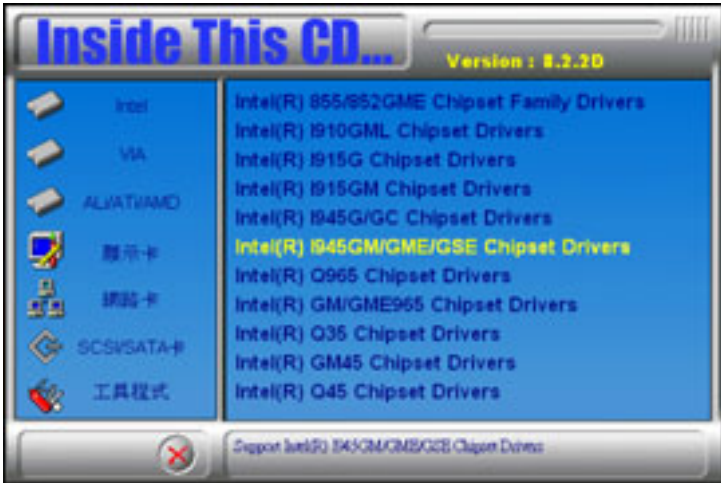 Inside This CD...
Version : 8.2.2D
Intel
VIA
ALi/ATi/AMD
顯示卡
網路卡
SCSI/SATA卡
工具程式
Intel(R) 855/852GME Chipset Family Drivers
Intel(R) I910GML Chipset Drivers
Intel(R) I915G Chipset Drivers
Intel(R) I915GM Chipset Drivers
Intel(R) I945G/GC Chipset Drivers
Intel(R) I945GM/GME/GSE Chipset Drivers
Intel(R) Q965 Chipset Drivers
Intel(R) GM/GME965 Chipset Drivers
Intel(R) Q35 Chipset Drivers
Intel(R) GM45 Chipset Drivers
Intel(R) Q45 Chipset Drivers
Support Intel(R) I945GM/GME/GSE Chipset Drivers